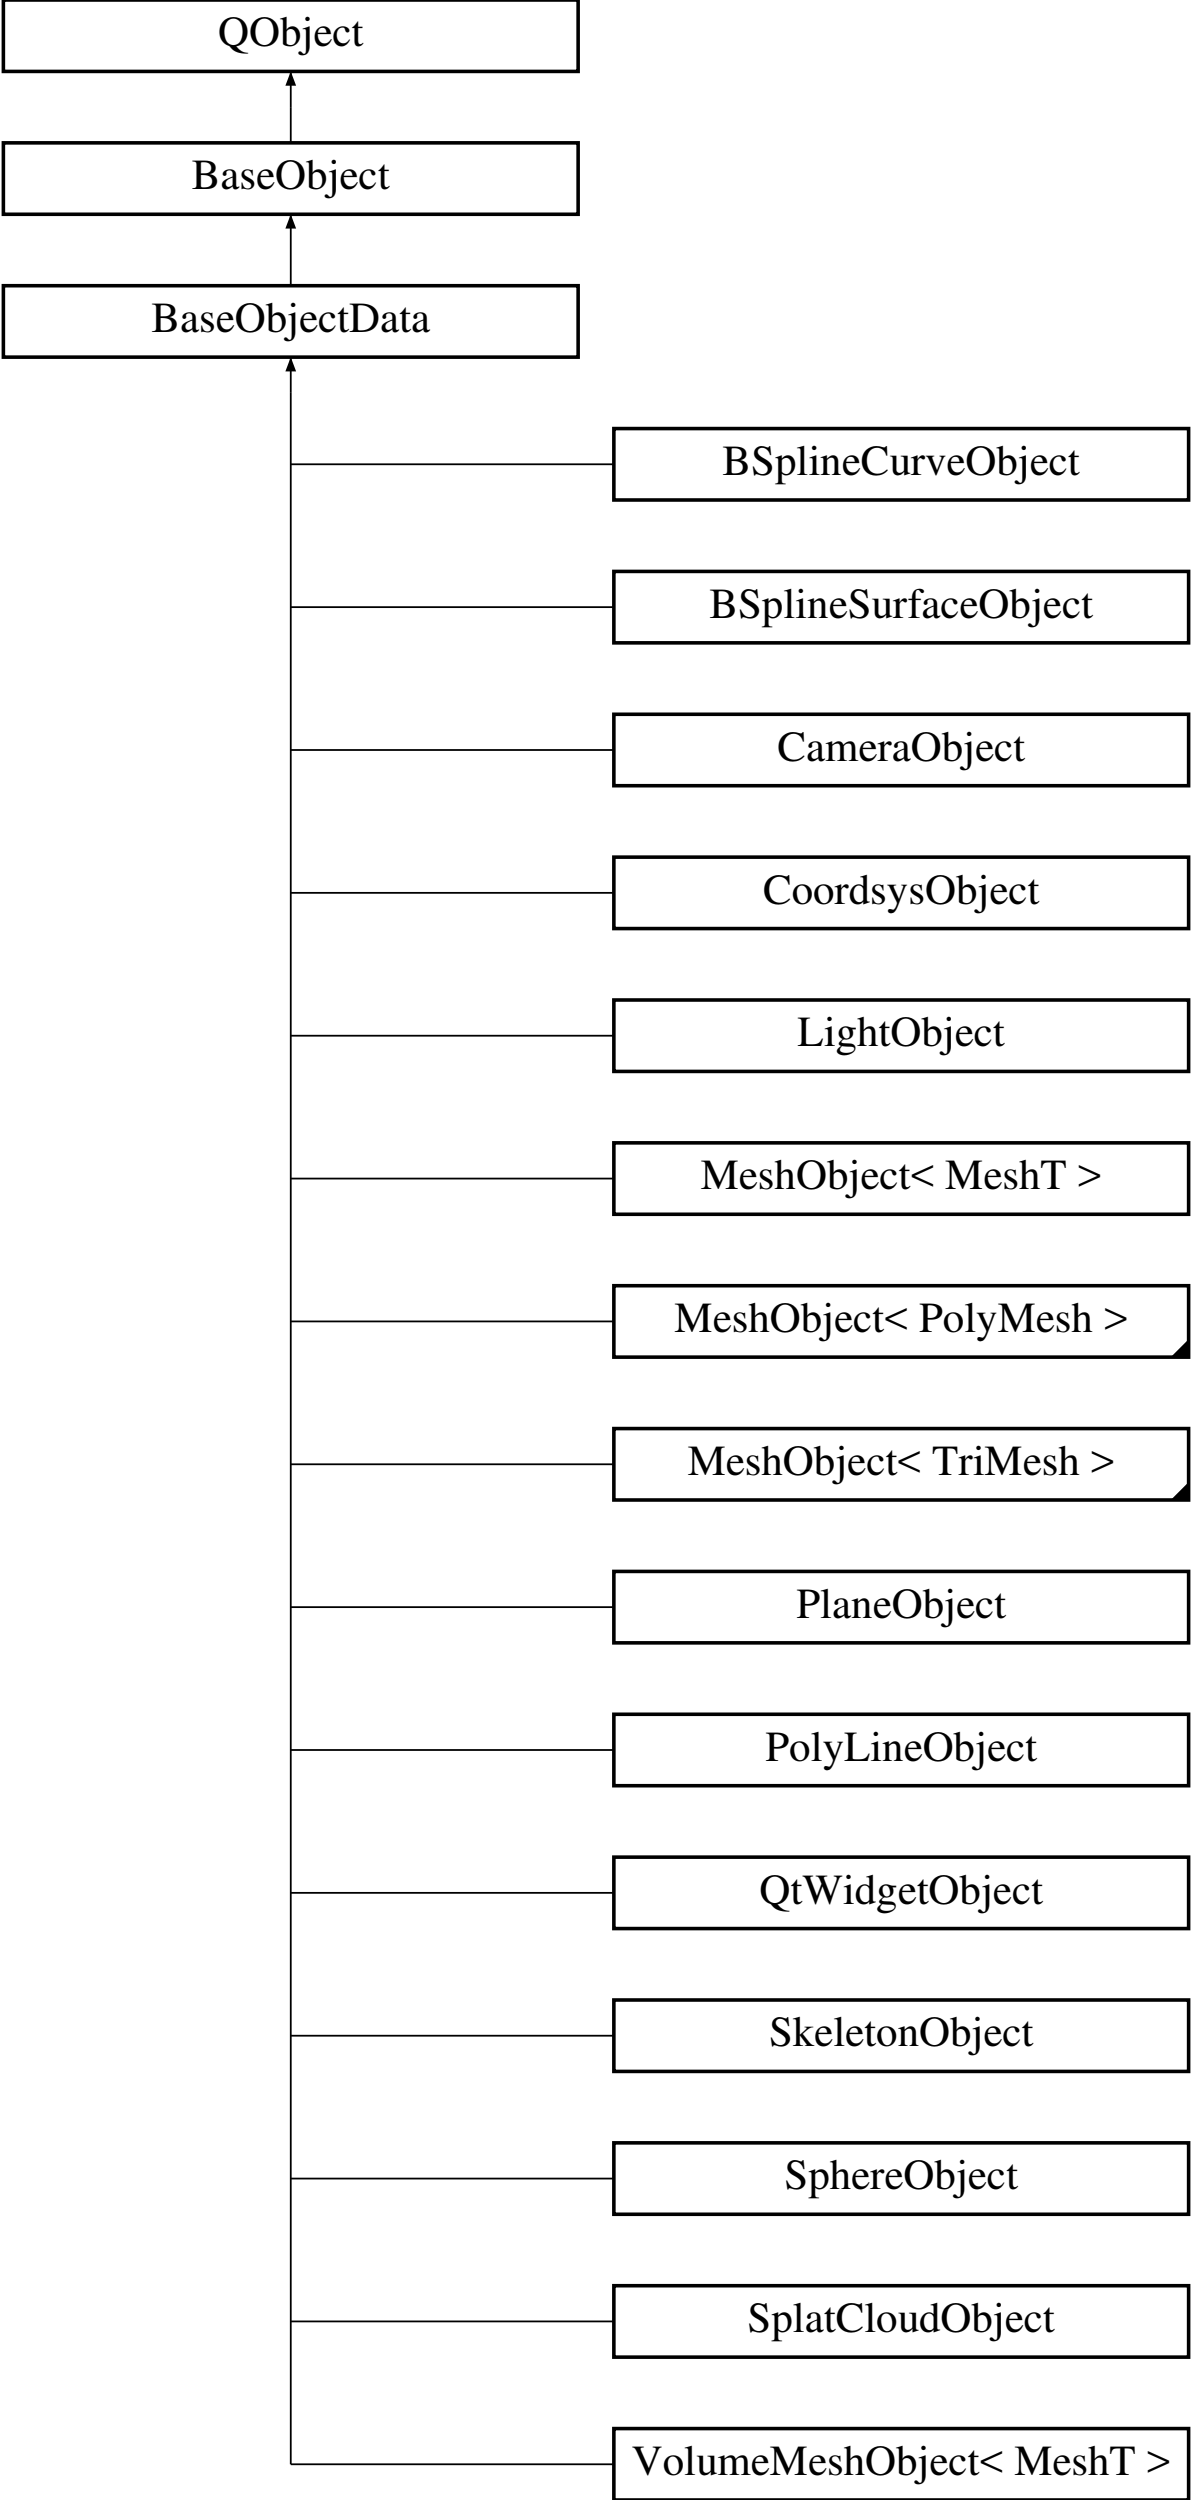 QObject
BaseObject
BaseObjectData
BSplineCurveObject
BSplineSurfaceObject
CameraObject
CoordsysObject
LightObject
MeshObject< MeshT >
MeshObject< PolyMesh >
MeshObject< TriMesh >
PlaneObject
PolyLineObject
QtWidgetObject
SkeletonObject
SphereObject
SplatCloudObject
VolumeMeshObject< MeshT >